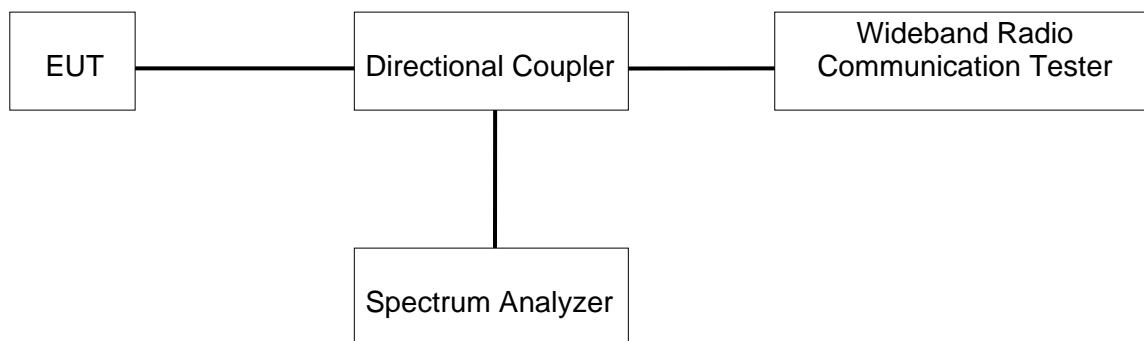 EUT
Directional Coupler
Wideband Radio
Communication Tester
Spectrum Analyzer